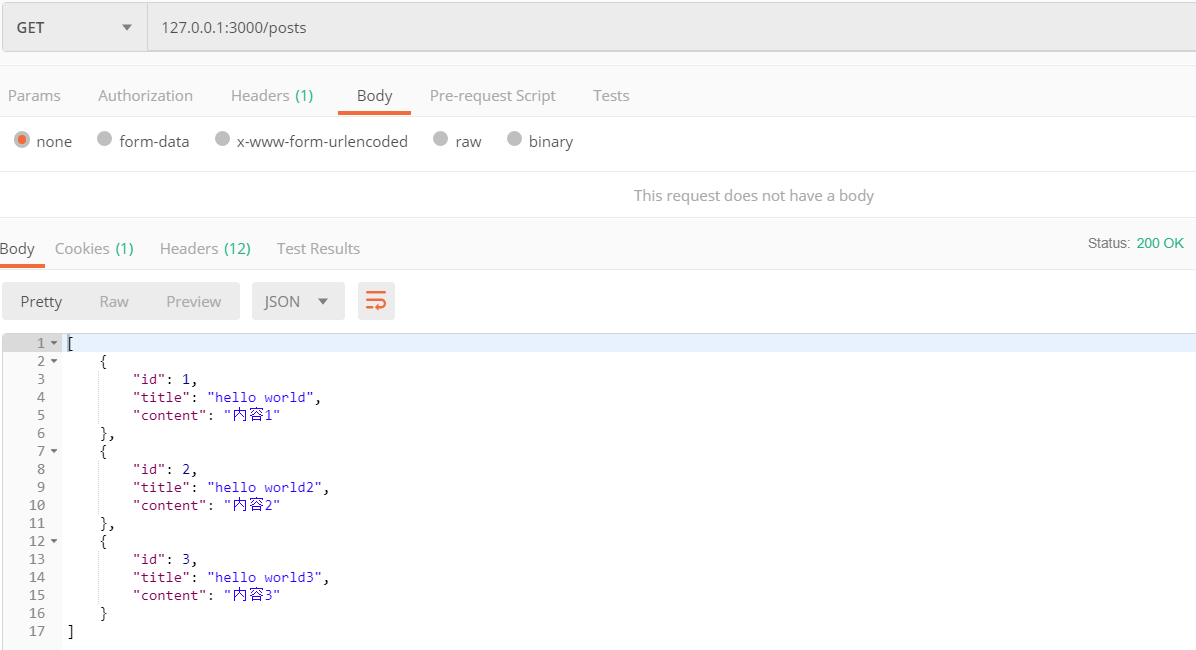 GET 127.0.0.1:3000/posts
Params Authorization Headers (1) Body Pre-request Script Tests
none form-data x-www-form-urlencoded raw binary
This request does not have a body
Body Cookies (1) Headers (12) Test Results Status: 200 OK
Pretty Raw Preview JSON
1 [
2 {
3 "id": 1,
4 "title": "hello world",
5 "content": "内容1"
6 },
7 {
8 "id": 2,
9 "title": "hello world2",
10 "content": "内容2"
11 },
12 {
13 "id": 3,
14 "title": "hello world3",
15 "content": "内容3"
16 }
17 ]